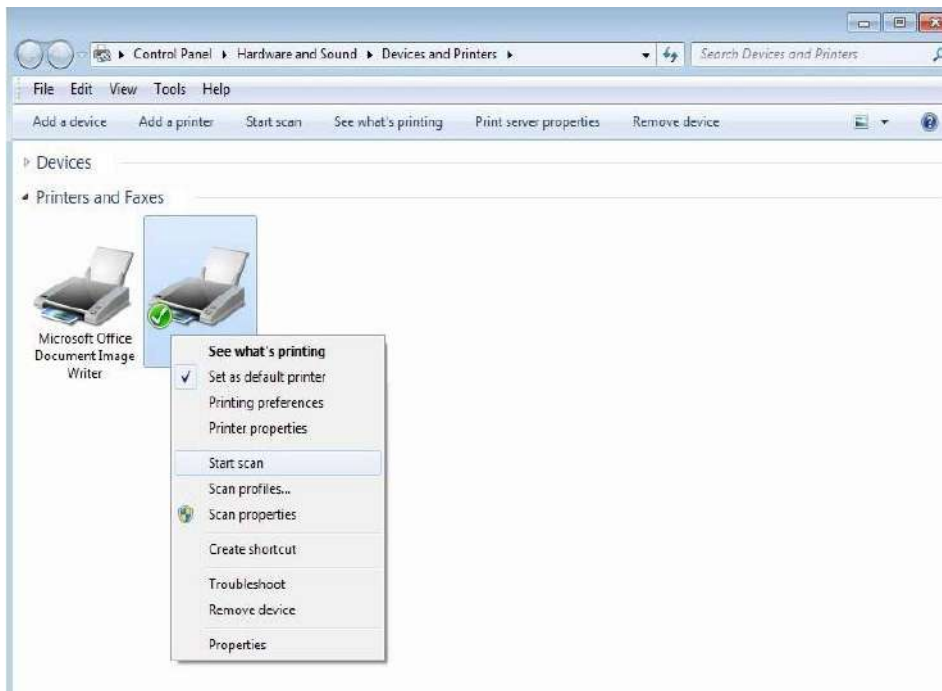 Control Panel ▸ Hardware and Sound ▸ Devices and Printers ▸
Search Devices and Printers
File Edit View Tools Help
Add a device Add a printer Start scan See what's printing Print server properties Remove device
Devices
Printers and Faxes
Microsoft Office
Document Image
Writer
See what's printing
Set as default printer
Printing preferences
Printer properties
Start scan
Scan profiles...
Scan properties
Create shortcut
Troubleshoot
Remove device
Properties